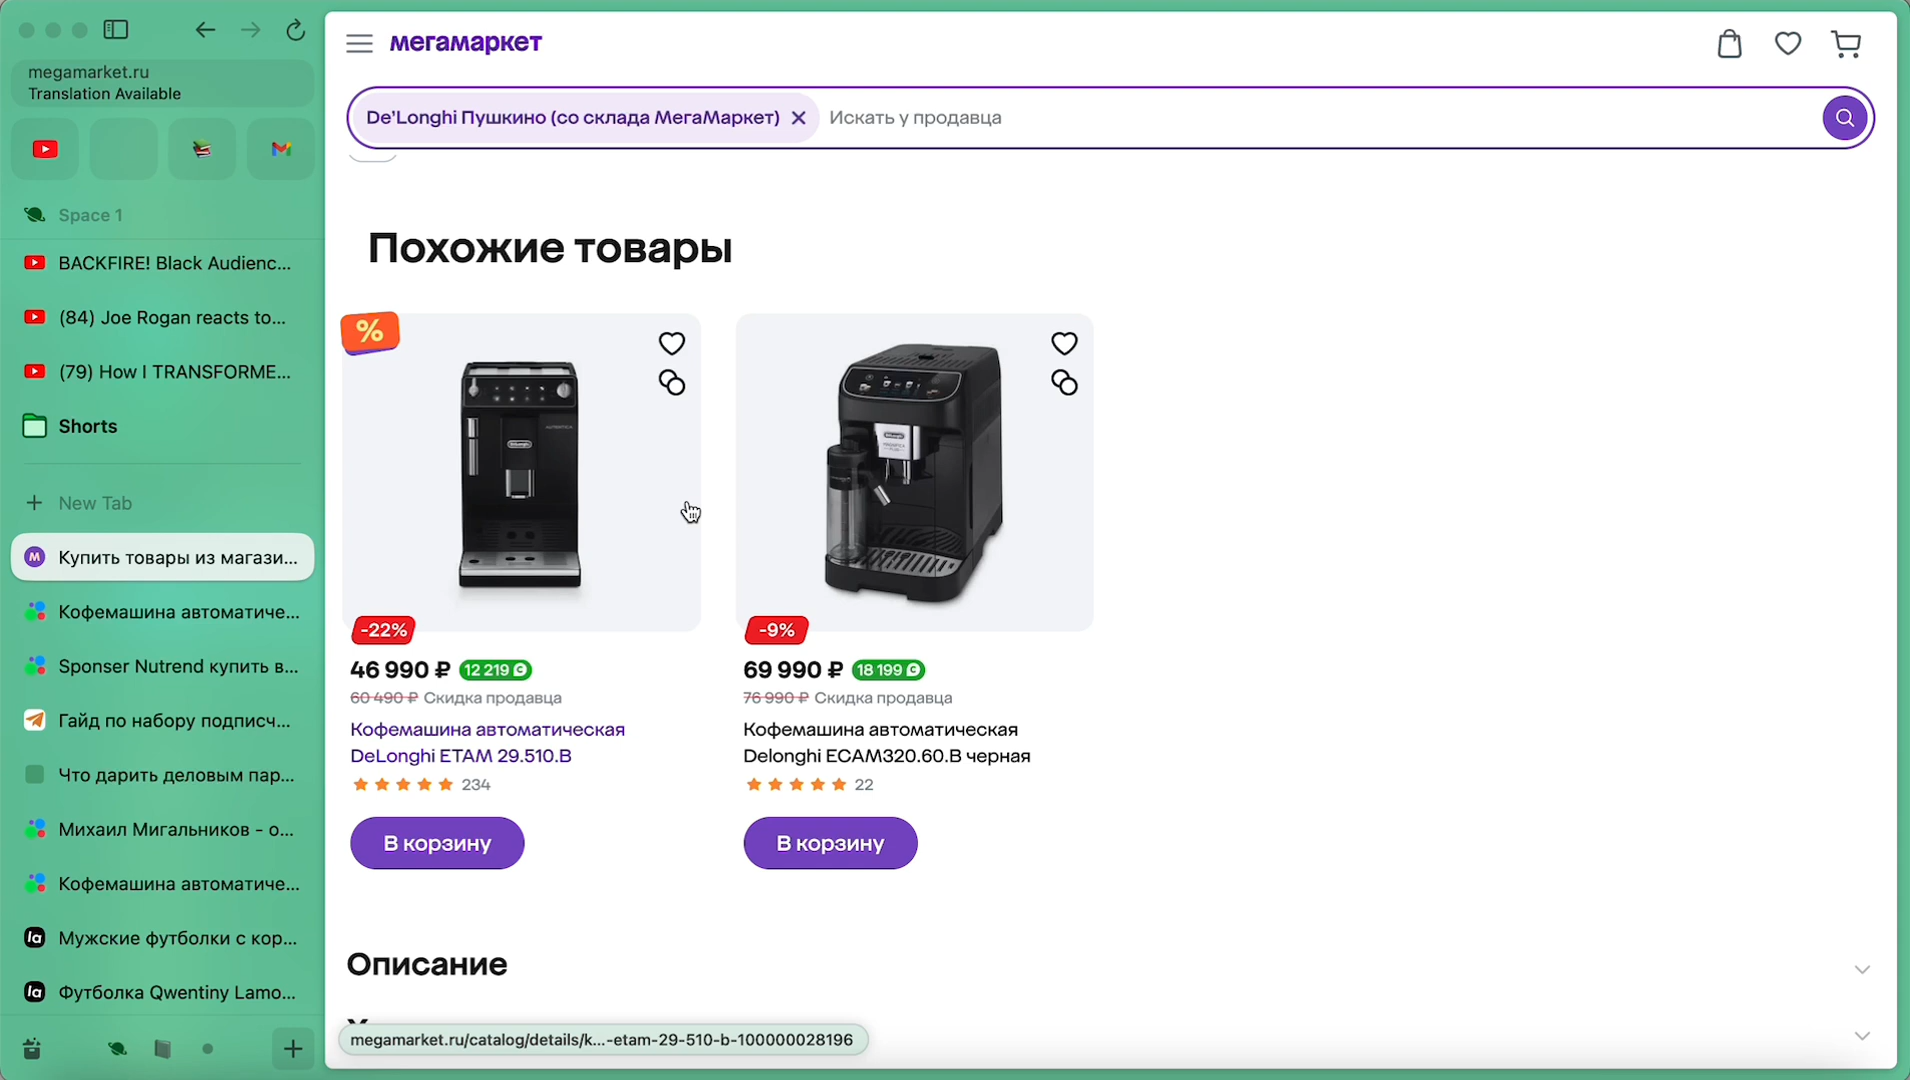 megamarket.ru
Translation Available
Space 1
BACKFIRE! Black Audienc...
(84) Joe Rogan reacts to...
(79) How I TRANSFORME...
Shorts
New Tab
Купить товары из магази...
Кофемашина автоматиче...
Sponser Nutrend купить в...
Гайд по набору подписч...
Что дарить деловым пар...
Михаил Мигальников - о...
Кофемашина автоматиче...
Мужские футболки с кор...
Футболка Qwentiny Lamo...
мегамаркет
De'Longhi Пушкино (со склада МегаМаркет) Искать у продавца
Похожие товары
%
-22%
46 990 ₽ 12 219
60 490 ₽ Скидка продавца
Кофемашина автоматическая
DeLonghi ETAM 29.510.B
234
В корзину
-9%
69 990 ₽ 18 199
76 990 ₽ Скидка продавца
Кофемашина автоматическая
Delonghi ECAM320.60.B черная
22
В корзину
Описание
megamarket.ru/catalog/details/k...-etam-29-510-b-100000028196